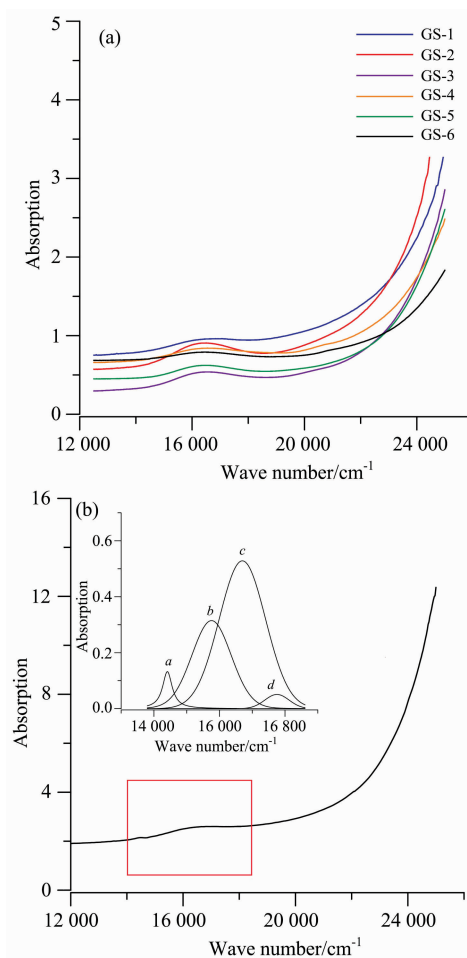 (a)
5
4
3
2
1
0
Absorption
GS-1
GS-2
GS-3
GS-4
GS-5
GS-6
12 000
16 000
20 000
24 000
Wave number/cm-1
(b)
16
12
8
4
0
Absorption
0.6
0.3
0.0
Absorption
a
b
c
d
14 000
16 000
16 800
Wave number/cm-1
12 000
16 000
20 000
24 000
Wave number/cm-1